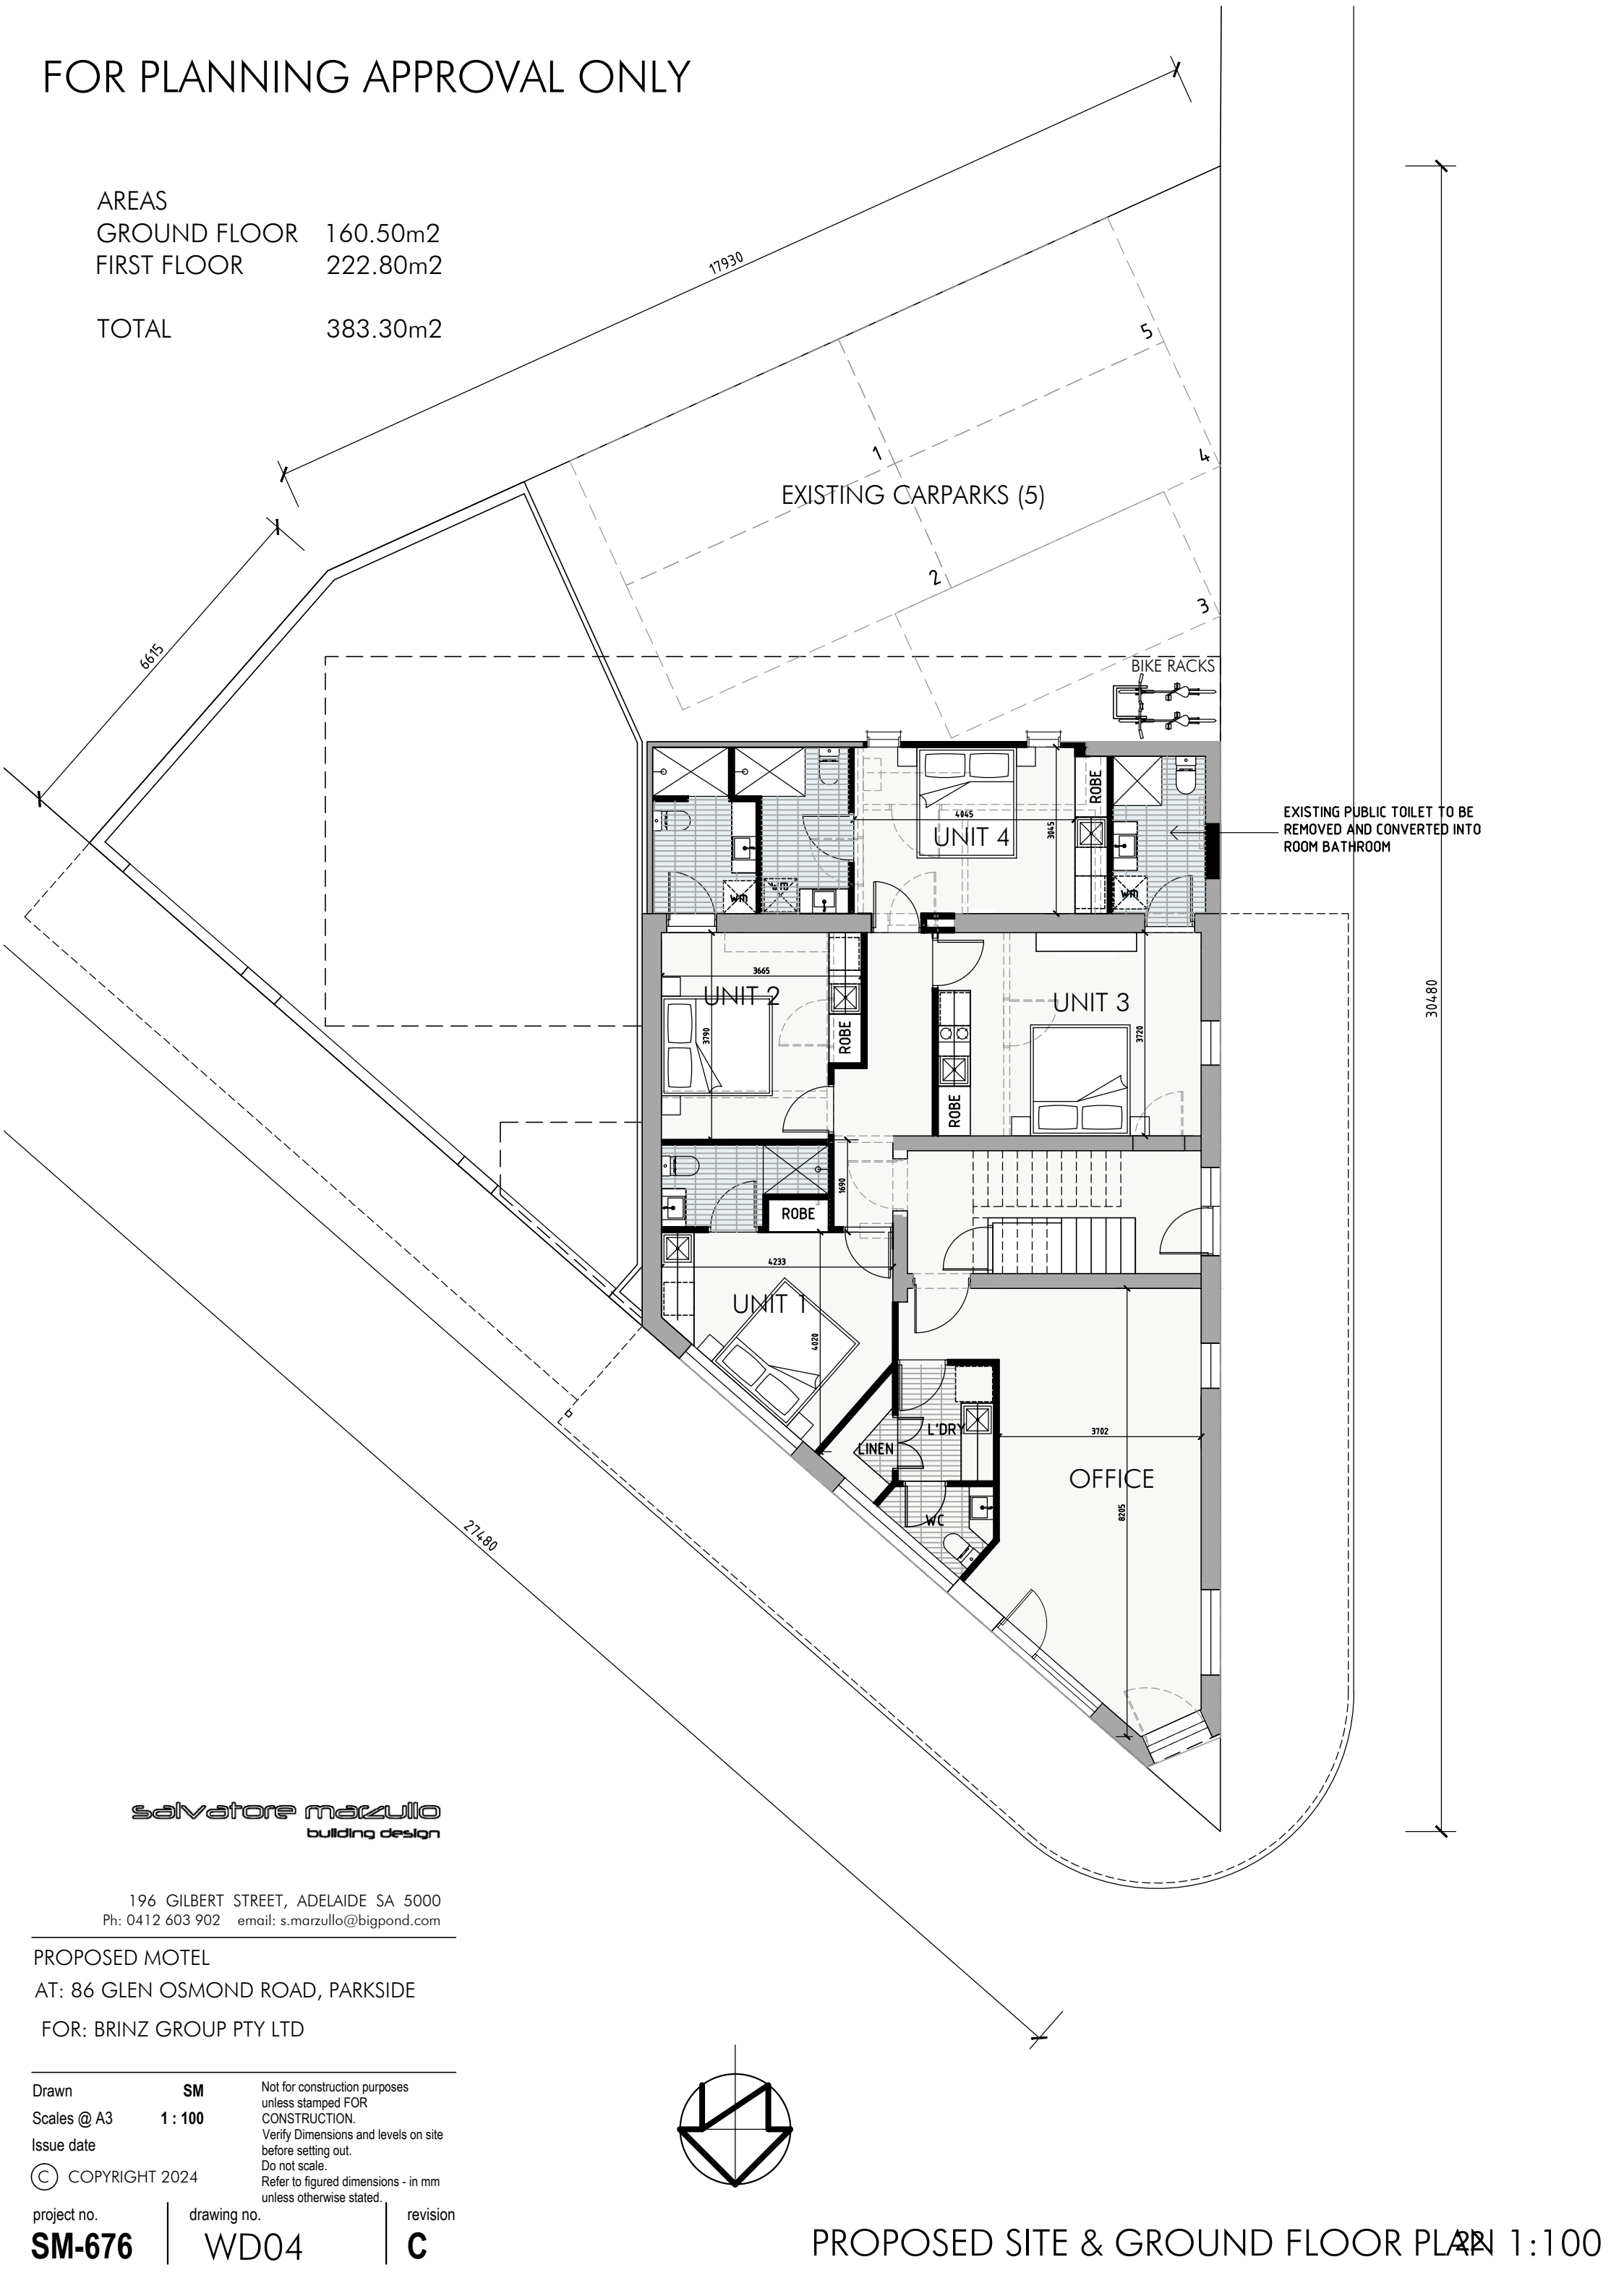 FOR PLANNING APPROVAL ONLY
AREAS
GROUND FLOOR 160.50m2
FIRST FLOOR 222.80m2
TOTAL 383.30m2
17930
6615
5
1
4
EXISTING CARPARKS (5)
2
3
BIKE RACKS
ROBE
4045
3045
UNIT 4
EXISTING PUBLIC TOILET TO BE
REMOVED AND CONVERTED INTO
ROOM BATHROOM
WM
WM
3665
UNIT 2
3790
ROBE
UNIT 3
3720
ROBE
30480
1690
ROBE
4233
UNIT 1
4020
L'DRY
LINEN
3702
OFFICE
8205
WC
27480
salvatore marzullo
building design
196 GILBERT STREET, ADELAIDE SA 5000
Ph: 0412 603 902 email: s.marzullo@bigpond.com
PROPOSED MOTEL
AT: 86 GLEN OSMOND ROAD, PARKSIDE
FOR: BRINZ GROUP PTY LTD
Drawn SM
Scales @ A3 1 : 100
Issue date
C COPYRIGHT 2024
Not for construction purposes
unless stamped FOR
CONSTRUCTION.
Verify Dimensions and levels on site
before setting out.
Do not scale.
Refer to figured dimensions - in mm
unless otherwise stated.
project no. drawing no. revision
SM-676 WD04 C
PROPOSED SITE & GROUND FLOOR PLAN 1:100
22